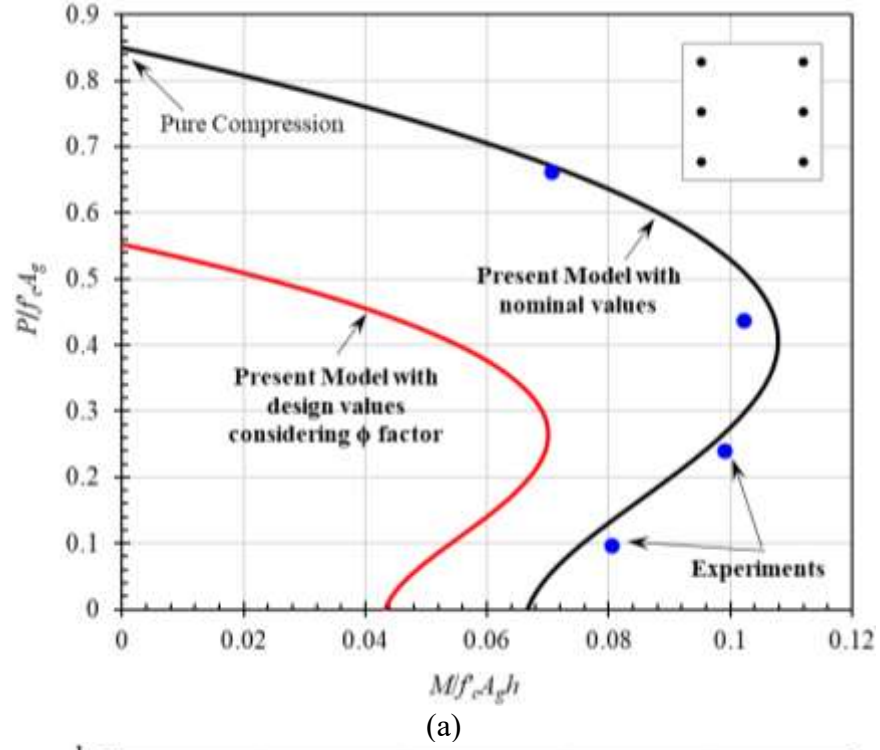 0.9
0.8
Pure Compression
0.7
0.6
Present Model with
nominal values
0.5
P/f'cAg
0.4
Present Model with
design values
considering ϕ factor
0.3
0.2
0.1
Experiments
0
0 0.02 0.04 0.06 0.08 0.1 0.12
M/f'cAgh
(a)